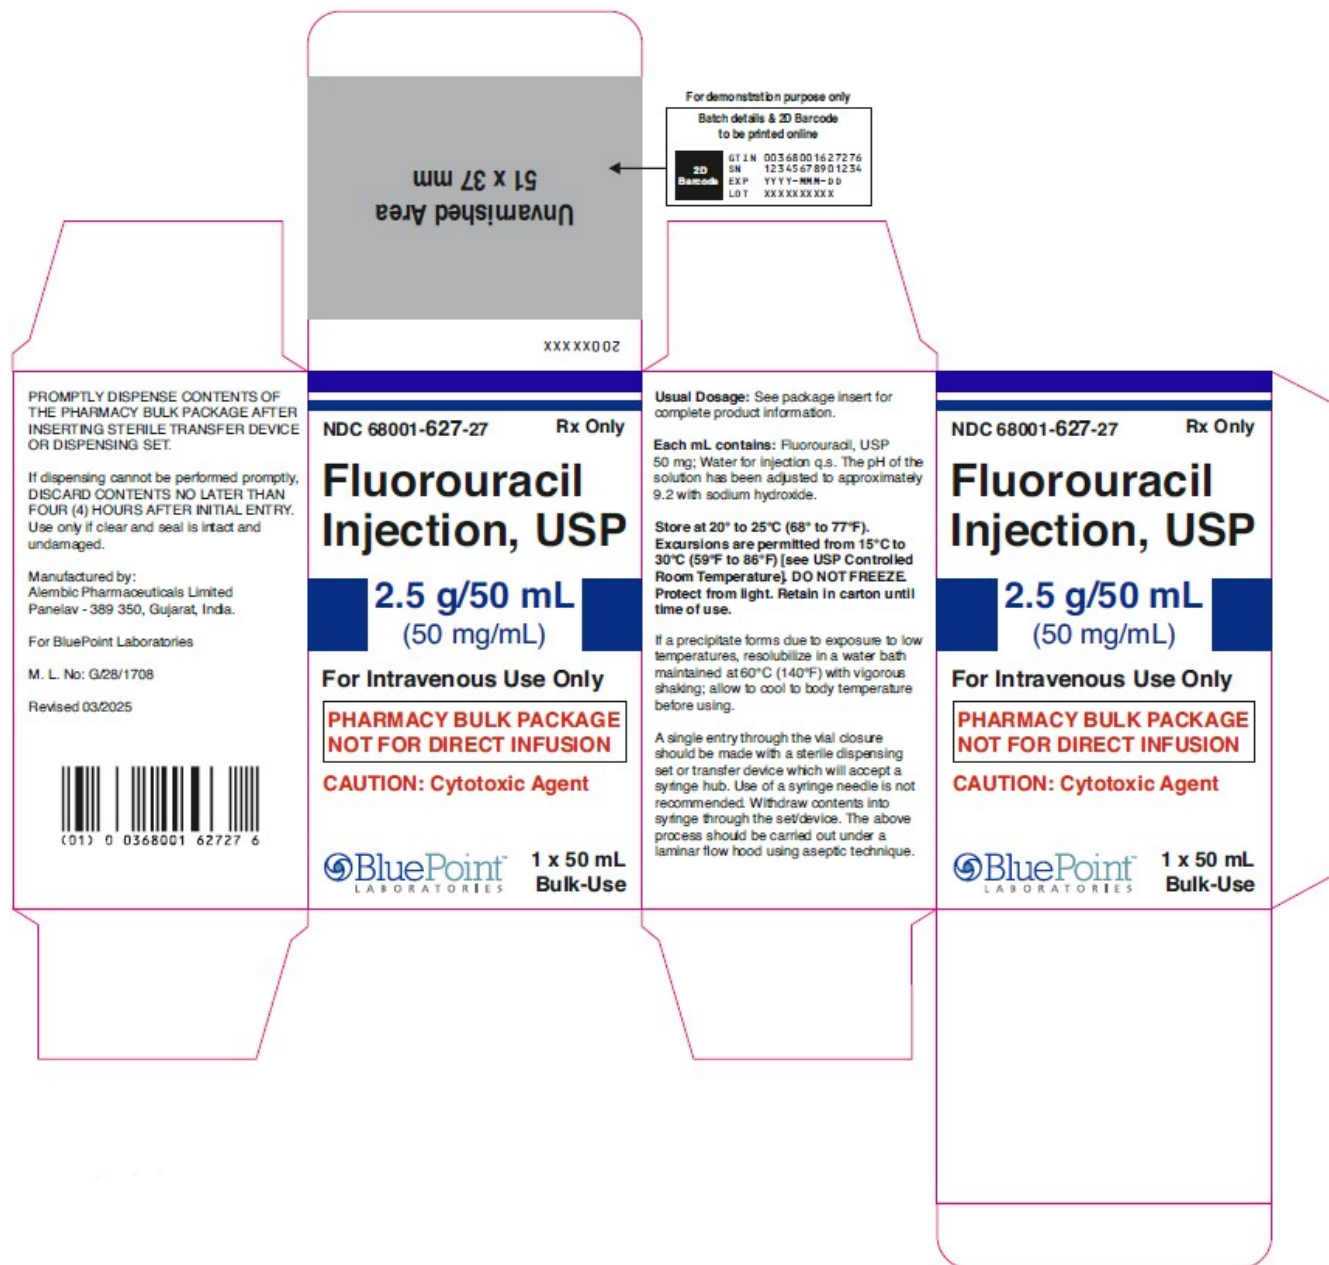 For demonstration purpose only
Batch details & 2D Barcode
to be printed online
2D
Barcode
GTIN 00368001627276
SN 12345678901234
EXP YYYY-MMM-DD
LOT XXXXXXXXXX
Unvarnished Area
51 x 37 mm
200XXXXXX
PROMPTLY DISPENSE CONTENTS OF
THE PHARMACY BULK PACKAGE AFTER
INSERTING STERILE TRANSFER DEVICE
OR DISPENSING SET.
If dispensing cannot be performed promptly,
DISCARD CONTENTS NO LATER THAN
FOUR (4) HOURS AFTER INITIAL ENTRY.
Use only if clear and seal is intact and
undamaged.
Manufactured by:
Alembic Pharmaceuticals Limited
Panelav - 389 350, Gujarat, India.
For BluePoint Laboratories
M. L. No: G/28/1708
Revised 03/2025
(01) 0 0368001 62727 6
NDC 68001-627-27 Rx Only
Fluorouracil
Injection, USP
2.5 g/50 mL
(50 mg/mL)
For Intravenous Use Only
PHARMACY BULK PACKAGE
NOT FOR DIRECT INFUSION
CAUTION: Cytotoxic Agent
BluePoint™
LABORATORIES
1 x 50 mL
Bulk-Use
Usual Dosage: See package insert for
complete product information.
Each mL contains: Fluorouracil, USP
50 mg; Water for injection q.s. The pH of the
solution has been adjusted to approximately
9.2 with sodium hydroxide.
Store at 20° to 25°C (68° to 77°F).
Excursions are permitted from 15°C to
30°C (59°F to 86°F) [see USP Controlled
Room Temperature]. DO NOT FREEZE.
Protect from light. Retain in carton until
time of use.
If a precipitate forms due to exposure to low
temperatures, resolubilize in a water bath
maintained at 60°C (140°F) with vigorous
shaking; allow to cool to body temperature
before using.
A single entry through the vial closure
should be made with a sterile dispensing
set or transfer device which will accept a
syringe hub. Use of a syringe needle is not
recommended. Withdraw contents into
syringe through the set/device. The above
process should be carried out under a
laminar flow hood using aseptic technique.
NDC 68001-627-27 Rx Only
Fluorouracil
Injection, USP
2.5 g/50 mL
(50 mg/mL)
For Intravenous Use Only
PHARMACY BULK PACKAGE
NOT FOR DIRECT INFUSION
CAUTION: Cytotoxic Agent
BluePoint™
LABORATORIES
1 x 50 mL
Bulk-Use